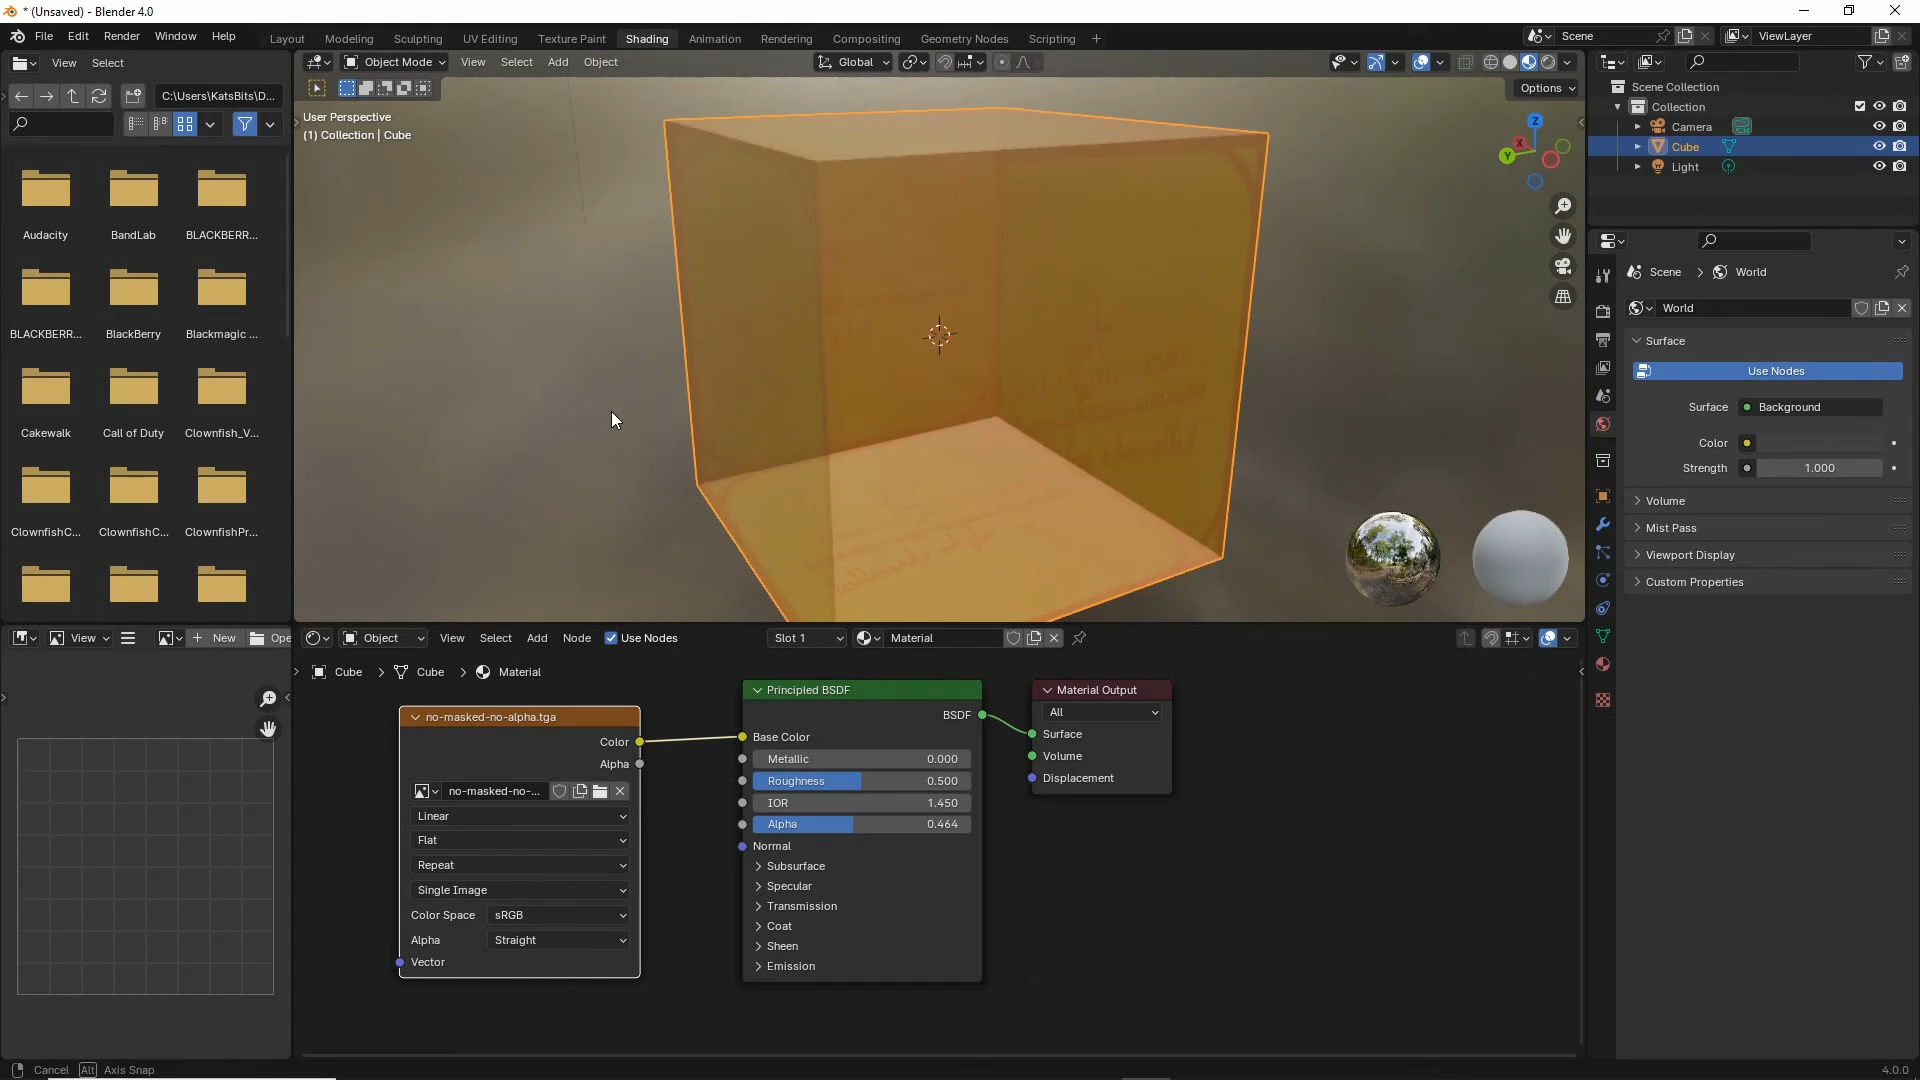 * (Unsaved) - Blender 4.0
File Edit Render Window Help
Layout Modeling Sculpting UV Editing Texture Paint Shading Animation Rendering Compositing Geometry Nodes Scripting +
Scene
ViewLayer
View Select
Object Mode View Select Add Object
Global
C:\Users\KatsBits\D...
Options
User Perspective
(1) Collection | Cube
Z
X
Y
Audacity BandLab BLACKBERR...
BLACKBERR... BlackBerry Blackmagic ...
Cakewalk Call of Duty Clownfish_V...
ClownfishC... ClownfishC... ClownfishPr...
Scene Collection
Collection
Camera
Cube
Light
Scene > World
World
Surface
Use Nodes
Surface Background
Color
Strength 1.000
Volume
Mist Pass
Viewport Display
Custom Properties
View + New Ope
Object View Select Add Node Use Nodes Slot 1 Material
Cube > Cube > Material
no-masked-no-alpha.tga
Color
Alpha
no-masked-no-...
Linear
Flat
Repeat
Single Image
Color Space sRGB
Alpha Straight
Vector
Principled BSDF
BSDF
Base Color
Metallic 0.000
Roughness 0.500
IOR 1.450
Alpha 0.464
Normal
Subsurface
Specular
Transmission
Coat
Sheen
Emission
Material Output
All
Surface
Volume
Displacement
Cancel Alt Axis Snap
4.0.0